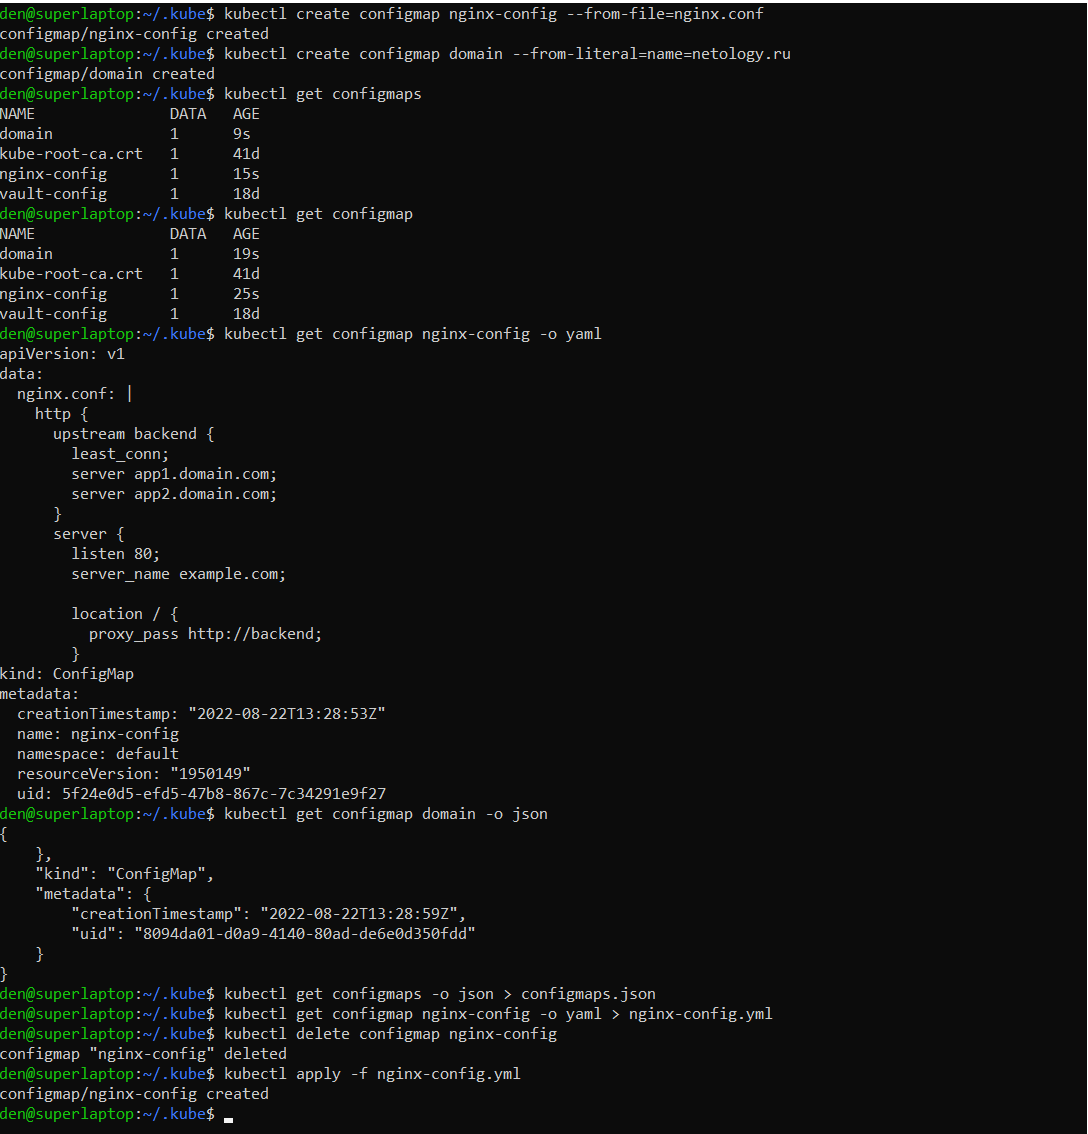 den@superlaptop:~/.kube$ kubectl create configmap nginx-config --from-file=nginx.conf
configmap/nginx-config created
den@superlaptop:~/.kube$ kubectl create configmap domain --from-literal=name=netology.ru
configmap/domain created
den@superlaptop:~/.kube$ kubectl get configmaps
NAME               DATA   AGE
domain             1      9s
kube-root-ca.crt   1      41d
nginx-config       1      15s
vault-config       1      18d
den@superlaptop:~/.kube$ kubectl get configmap
NAME               DATA   AGE
domain             1      19s
kube-root-ca.crt   1      41d
nginx-config       1      25s
vault-config       1      18d
den@superlaptop:~/.kube$ kubectl get configmap nginx-config -o yaml
apiVersion: v1
data:
  nginx.conf: |
    http {
      upstream backend {
        least_conn;
        server app1.domain.com;
        server app2.domain.com;
      }
      server {
        listen 80;
        server_name example.com;

        location / {
          proxy_pass http://backend;
        }
kind: ConfigMap
metadata:
  creationTimestamp: "2022-08-22T13:28:53Z"
  name: nginx-config
  namespace: default
  resourceVersion: "1950149"
  uid: 5f24e0d5-efd5-47b8-867c-7c34291e9f27
den@superlaptop:~/.kube$ kubectl get configmap domain -o json
{
    },
    "kind": "ConfigMap",
    "metadata": {
        "creationTimestamp": "2022-08-22T13:28:59Z",
        "uid": "8094da01-d0a9-4140-80ad-de6e0d350fdd"
    }
}
den@superlaptop:~/.kube$ kubectl get configmaps -o json > configmaps.json
den@superlaptop:~/.kube$ kubectl get configmap nginx-config -o yaml > nginx-config.yml
den@superlaptop:~/.kube$ kubectl delete configmap nginx-config
configmap "nginx-config" deleted
den@superlaptop:~/.kube$ kubectl apply -f nginx-config.yml
configmap/nginx-config created
den@superlaptop:~/.kube$